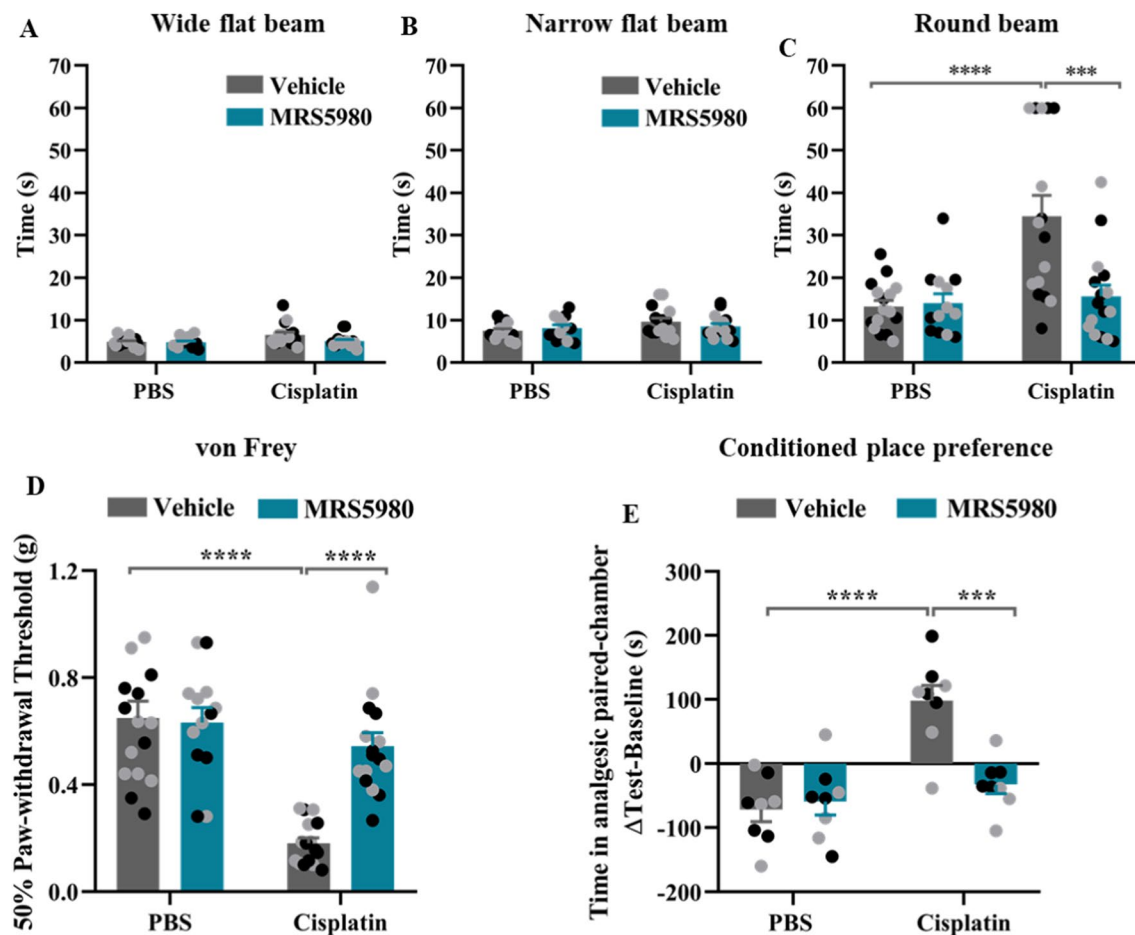 A
Wide flat beam
Time (s)
70
60
50
40
30
20
10
0
Vehicle
MRS5980
PBS
Cisplatin
B
Narrow flat beam
Time (s)
70
60
50
40
30
20
10
0
Vehicle
MRS5980
PBS
Cisplatin
C
Round beam
Time (s)
70
60
50
40
30
20
10
0
****
***
PBS
Cisplatin
D
von Frey
Vehicle
MRS5980
50% Paw-withdrawal Threshold (g)
1.2
0.8
0.4
0.0
****
****
PBS
Cisplatin
E
Conditioned place preference
Vehicle
MRS5980
Time in analgesic paired-chamber
ΔTest-Baseline (s)
300
200
100
0
-100
-200
****
***
PBS
Cisplatin